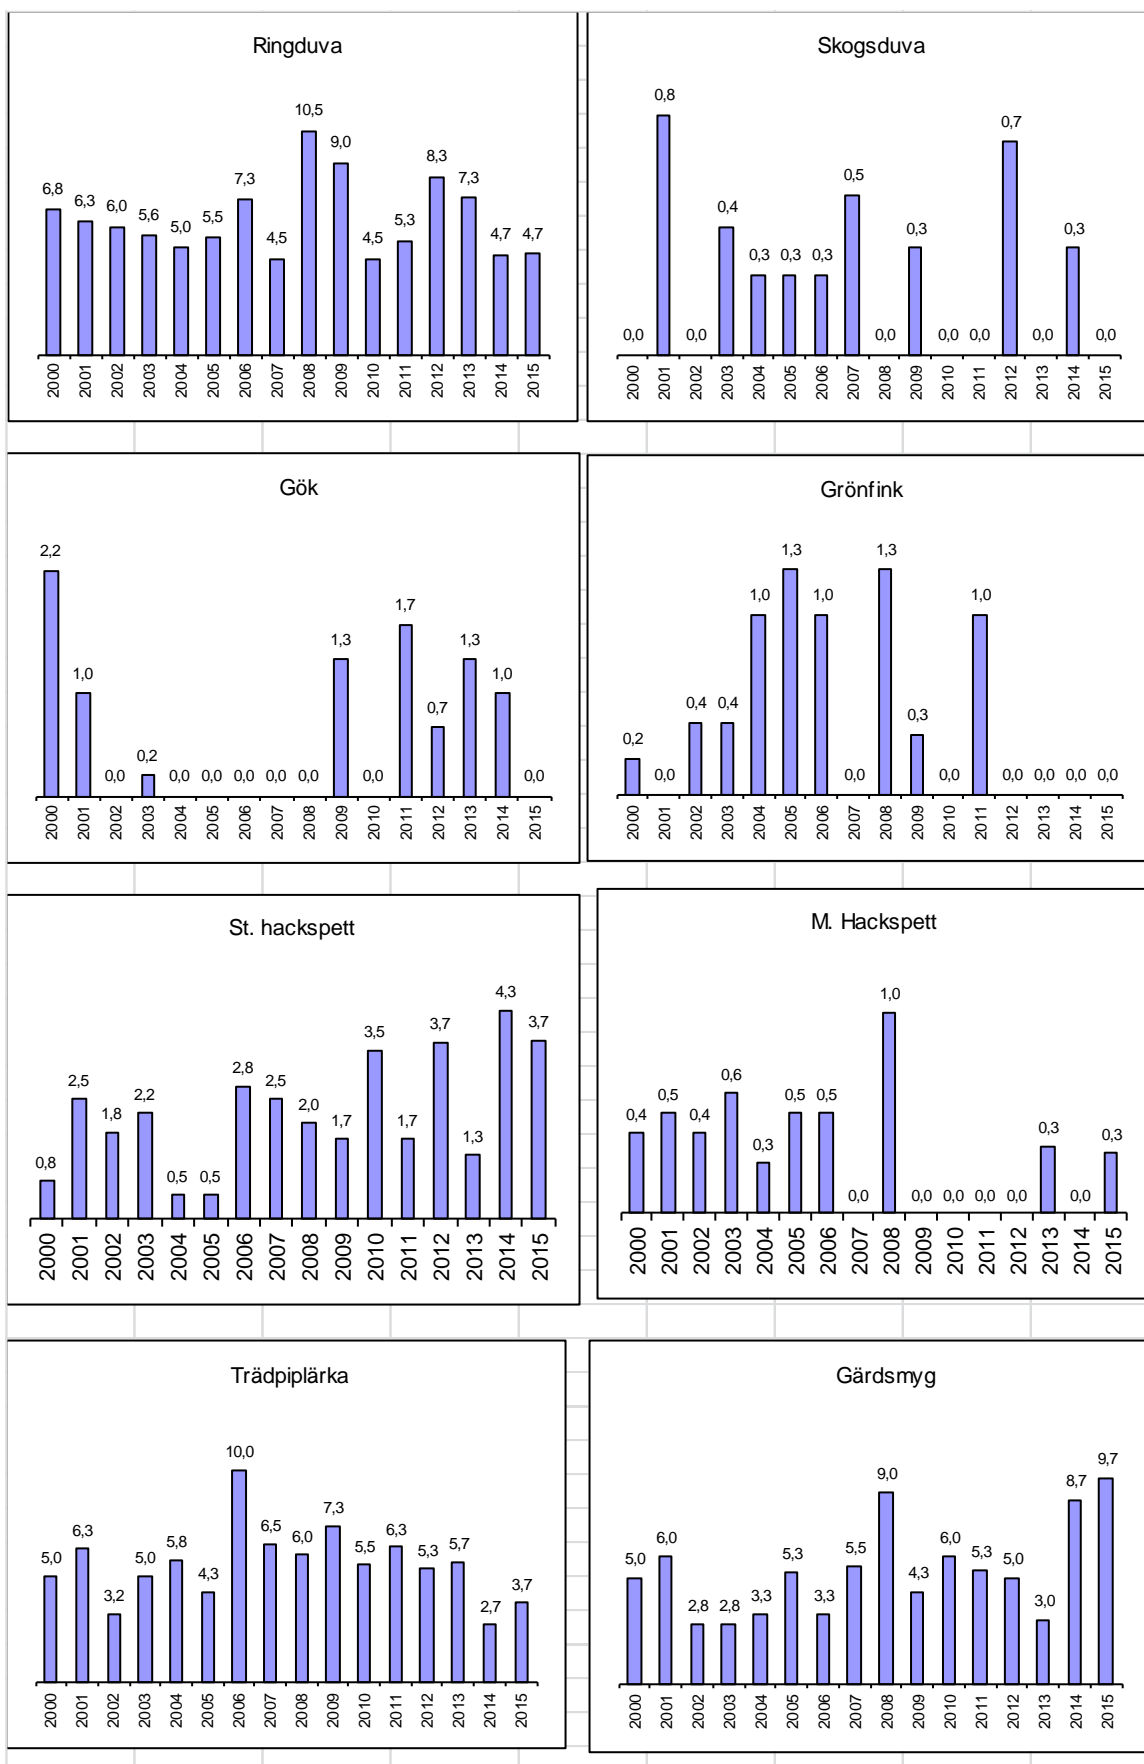 Ringduva
6,8 6,3 6,0 5,6 5,0 5,5 7,3 4,5 10,5 9,0 4,5 5,3 8,3 7,3 4,7 4,7
2000 2001 2002 2003 2004 2005 2006 2007 2008 2009 2010 2011 2012 2013 2014 2015
Skogsduva
0,0 0,8 0,0 0,4 0,3 0,3 0,3 0,5 0,0 0,3 0,0 0,0 0,7 0,0 0,3 0,0
2000 2001 2002 2003 2004 2005 2006 2007 2008 2009 2010 2011 2012 2013 2014 2015
Gök
2,2 1,0 0,0 0,2 0,0 0,0 0,0 0,0 0,0 1,3 0,0 1,7 0,7 1,3 1,0 0,0
2000 2001 2002 2003 2004 2005 2006 2007 2008 2009 2010 2011 2012 2013 2014 2015
Grönfink
0,2 0,0 0,4 0,4 1,0 1,3 1,0 0,0 1,3 0,3 0,0 1,0 0,0 0,0 0,0 0,0
2000 2001 2002 2003 2004 2005 2006 2007 2008 2009 2010 2011 2012 2013 2014 2015
St. hackspett
0,8 2,5 1,8 2,2 0,5 0,5 2,8 2,5 2,0 1,7 3,5 1,7 3,7 1,3 4,3 3,7
2000 2001 2002 2003 2004 2005 2006 2007 2008 2009 2010 2011 2012 2013 2014 2015
M. Hackspett
0,4 0,5 0,4 0,6 0,3 0,5 0,5 0,0 1,0 0,0 0,0 0,0 0,0 0,3 0,0 0,3
2000 2001 2002 2003 2004 2005 2006 2007 2008 2009 2010 2011 2012 2013 2014 2015
Trädpiplärka
5,0 6,3 3,2 5,0 5,8 4,3 10,0 6,5 6,0 7,3 5,5 6,3 5,3 5,7 2,7 3,7
2000 2001 2002 2003 2004 2005 2006 2007 2008 2009 2010 2011 2012 2013 2014 2015
Gärdsmyg
5,0 6,0 2,8 2,8 3,3 5,3 3,3 5,5 9,0 4,3 6,0 5,3 5,0 3,0 8,7 9,7
2000 2001 2002 2003 2004 2005 2006 2007 2008 2009 2010 2011 2012 2013 2014 2015